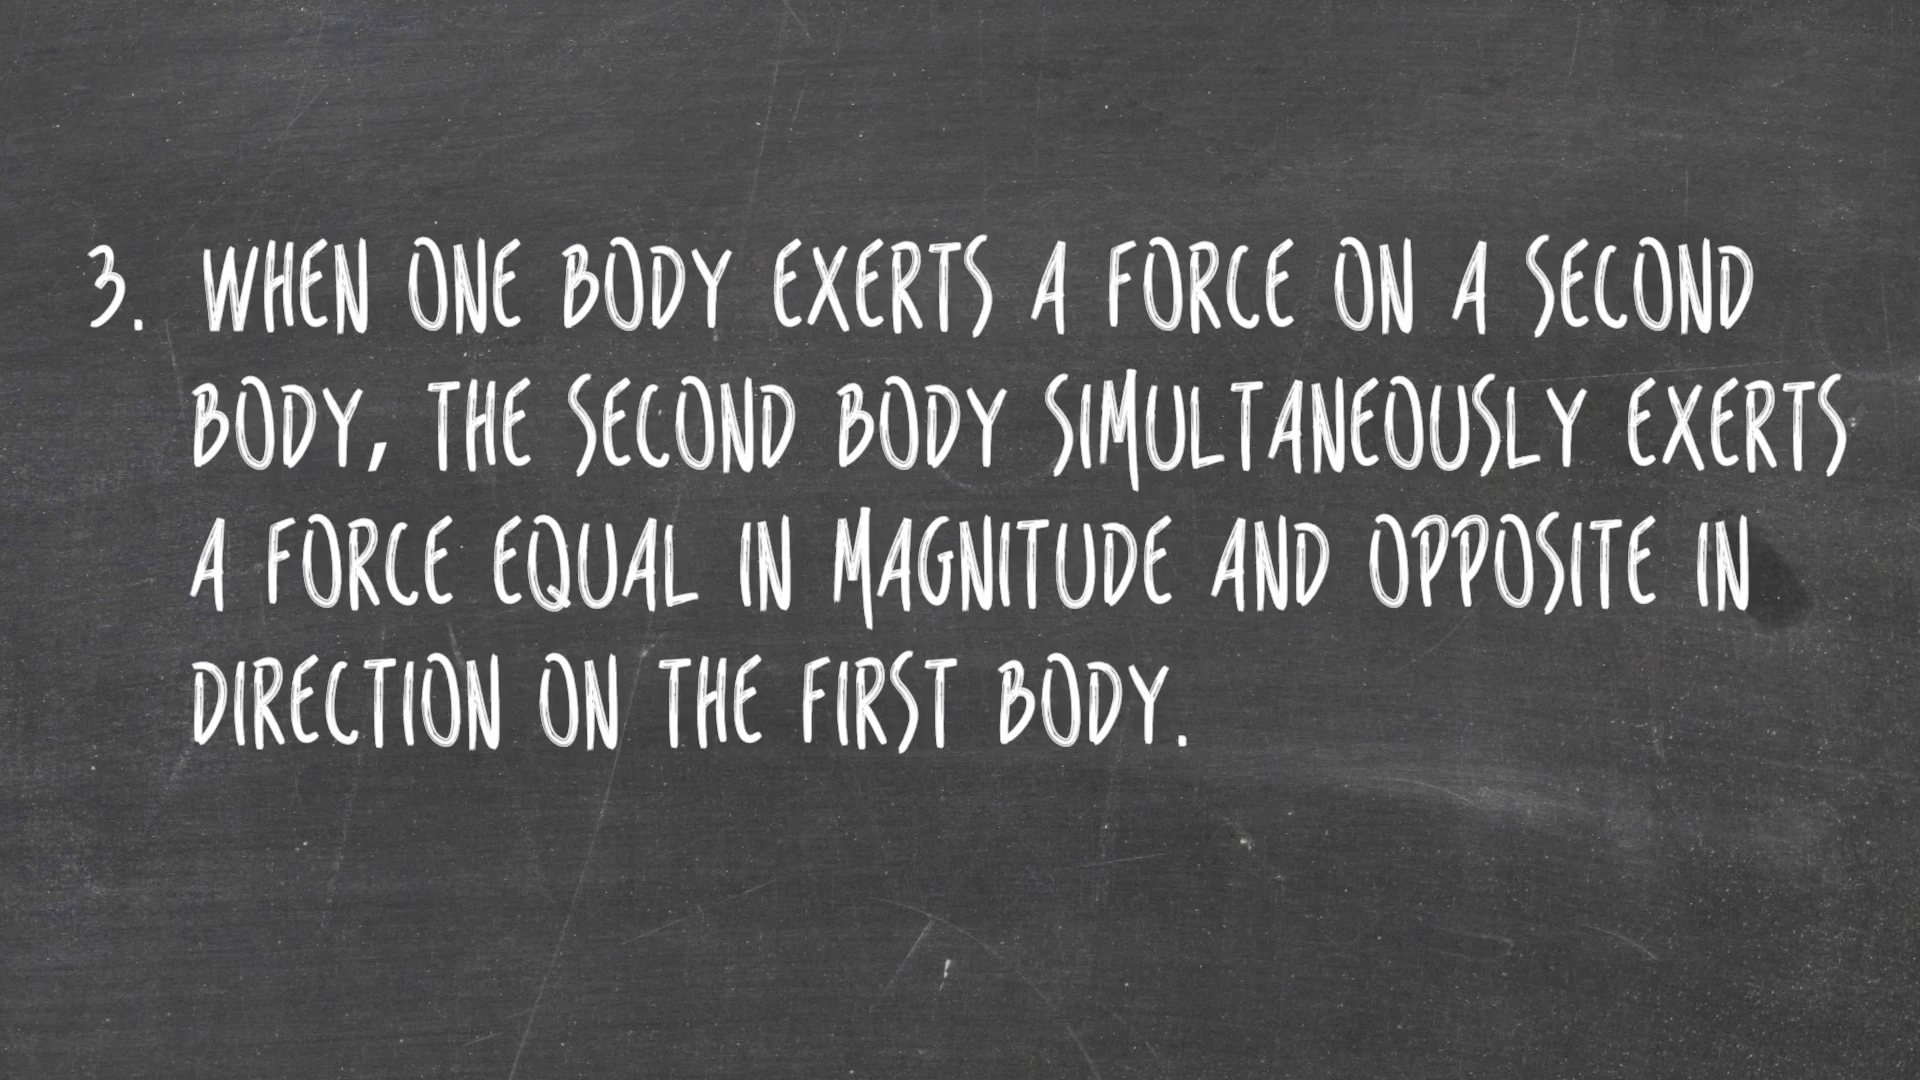 3. WHEN ONE BODY EXERTS A FORCE ON A SECOND
BODY, THE SECOND BODY SIMULTANEOUSLY EXERTS
A FORCE EQUAL IN MAGNITUDE AND OPPOSITE IN
DIRECTION ON THE FIRST BODY.